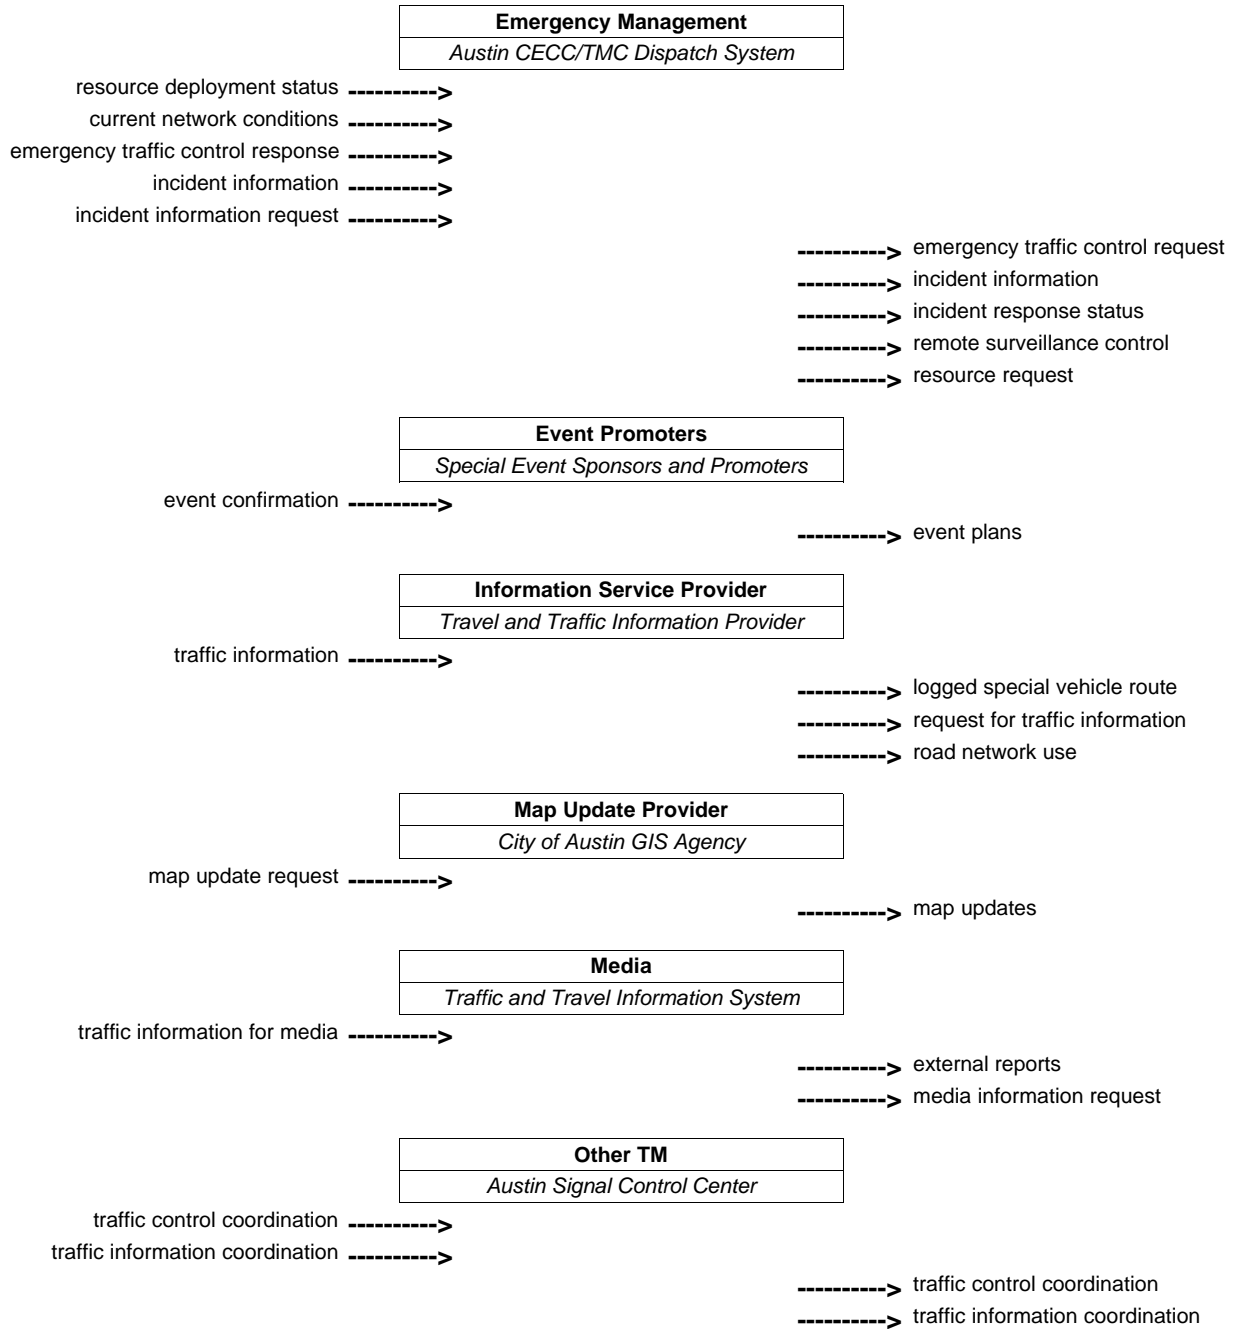 Emergency Management
Austin CECC/TMC Dispatch System
resource deployment status ---------->
current network conditions ---------->
emergency traffic control response ---------->
incident information ---------->
incident information request ---------->
----------> emergency traffic control request
----------> incident information
----------> incident response status
----------> remote surveillance control
----------> resource request
Event Promoters
Special Event Sponsors and Promoters
event confirmation ---------->
----------> event plans
Information Service Provider
Travel and Traffic Information Provider
traffic information ---------->
----------> logged special vehicle route
----------> request for traffic information
----------> road network use
Map Update Provider
City of Austin GIS Agency
map update request ---------->
----------> map updates
Media
Traffic and Travel Information System
traffic information for media ---------->
----------> external reports
----------> media information request
Other TM
Austin Signal Control Center
traffic control coordination ---------->
traffic information coordination ---------->
----------> traffic control coordination
----------> traffic information coordination